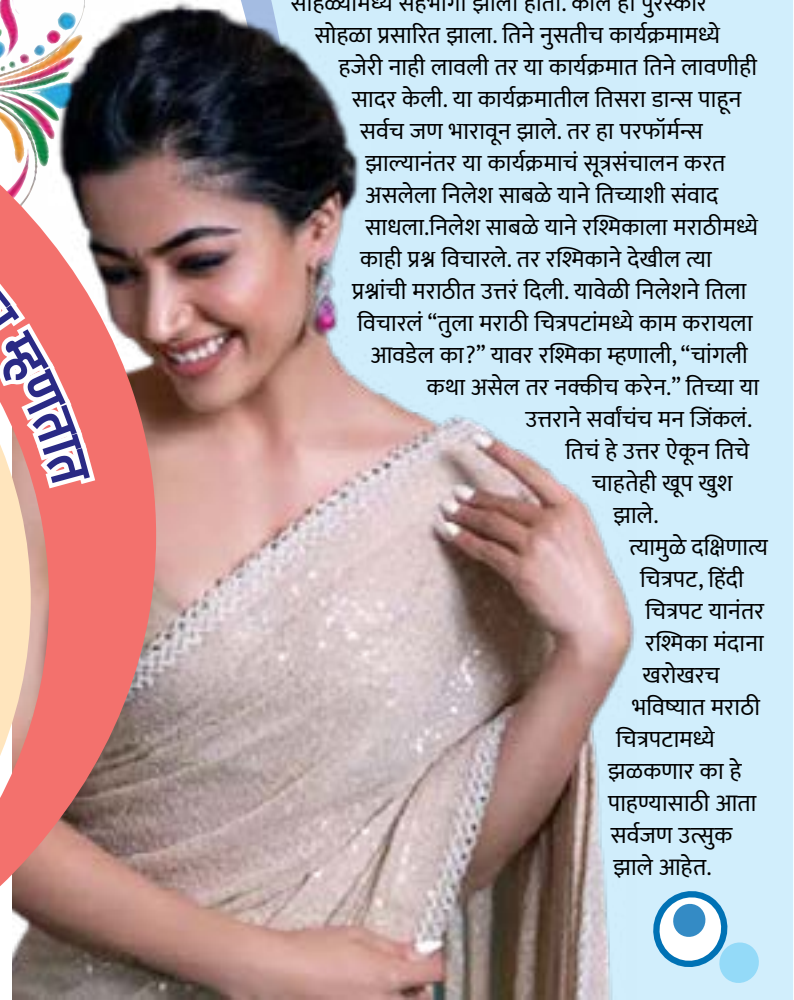 सोहळ्यामध्ये सहभागी झाली होती. काल हा पुरस्कार
सोहळा प्रसारित झाला. तिने नुसतीच कार्यक्रमामध्ये
हजेरी नाही लावली तर या कार्यक्रमात तिने लावणीही
सादर केली. या कार्यक्रमातील तिसरा डान्स पाहून
सर्वच जण भारावून झाले. तर हा परफॉर्मन्स
झाल्यानंतर या कार्यक्रमाचं सूत्रसंचालन करत
असलेला निलेश साबळे याने तिच्याशी संवाद
साधला.निलेश साबळे याने रश्मिकाला मराठीमध्ये
काही प्रश्न विचारले. तर रश्मिकाने देखील त्या
प्रश्नांची मराठीत उत्तरं दिली. यावेळी निलेशने तिला
विचारलं “तुला मराठी चित्रपटांमध्ये काम करायला
आवडेल का?” यावर रश्मिका म्हणाली, “चांगली
कथा असेल तर नक्कीच करेन.” तिच्या या
उत्तराने सर्वांचंच मन जिंकलं.
तिचं हे उत्तर ऐकून तिचे
चाहतेही खूप खुश
झाले.
त्यामुळे दक्षिणात्य
चित्रपट, हिंदी
चित्रपट यानंतर
रश्मिका मंदाना
खरोखरच
भविष्यात मराठी
चित्रपटामध्ये
झळकणार का हे
पाहण्यासाठी आता
सर्वजण उत्सुक
झाले आहेत.
म्हणतात